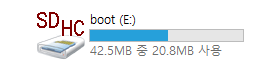 SD HC
boot (E:)
42.5MB 중 20.8MB 사용